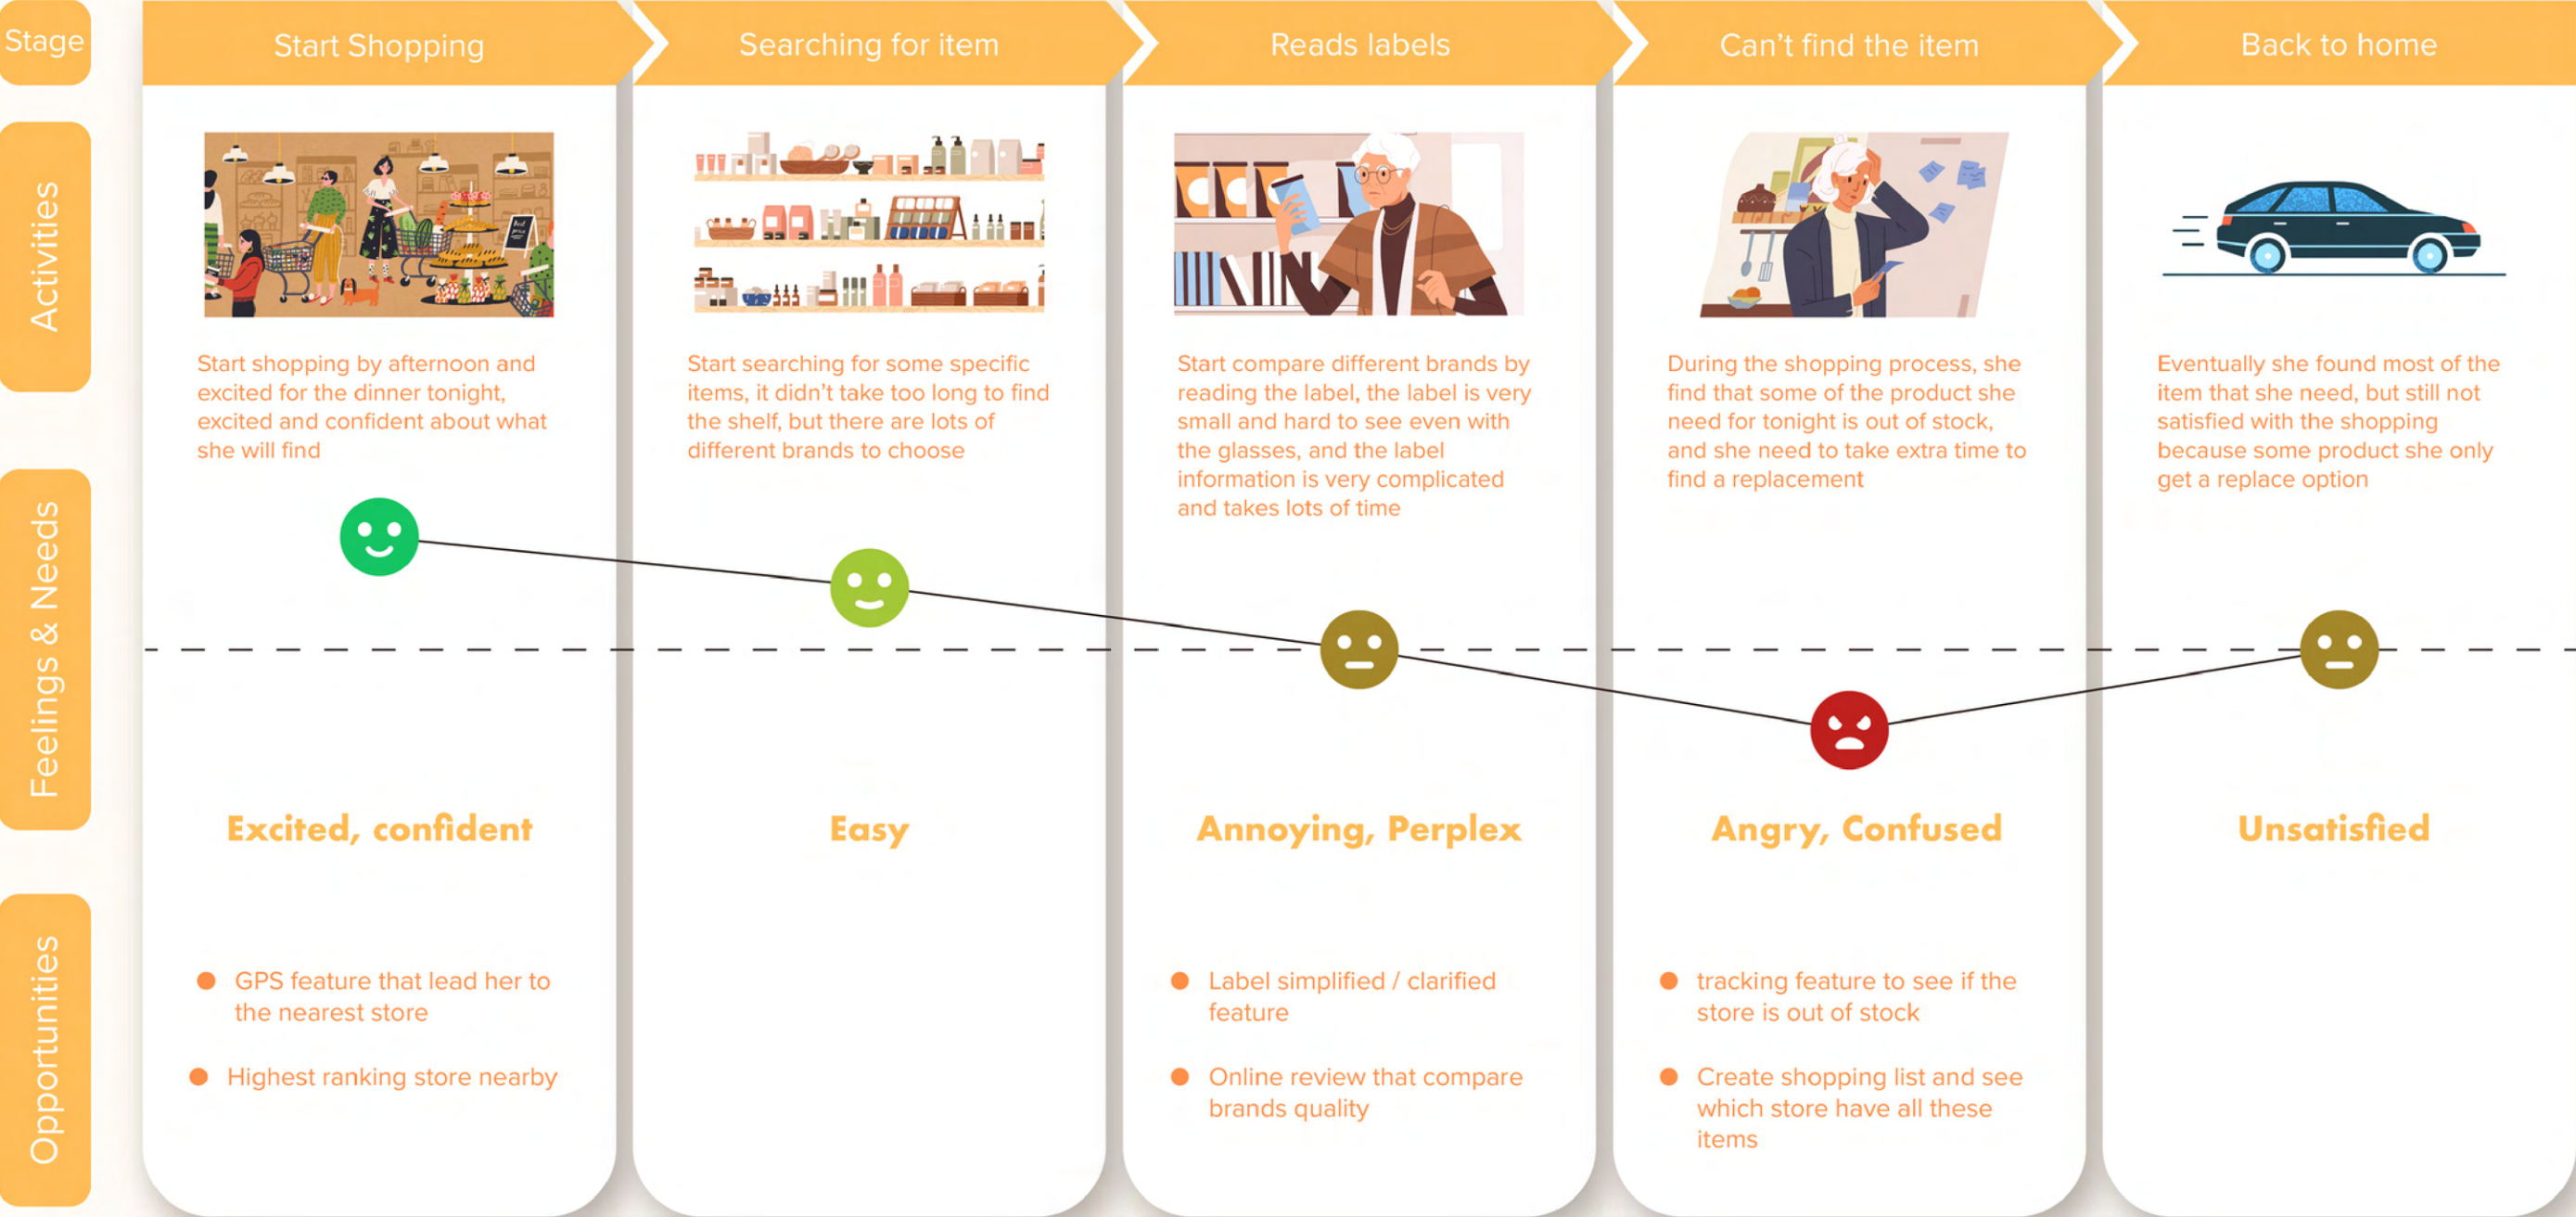 Stage
Start Shopping
Searching for item
Reads labels
Can't find the item
Back to home
Activities
Start shopping by afternoon and
excited for the dinner tonight,
excited and confident about what
she will find
Start searching for some specific
items, it didn't take too long to find
the shelf, but there are lots of
different brands to choose
Start compare different brands by
reading the label, the label is very
small and hard to see even with
the glasses, and the label
information is very complicated
and takes lots of time
During the shopping process, she
find that some of the product she
need for tonight is out of stock,
and she need to take extra time to
find a replacement
Eventually she found most of the
item that she need, but still not
satisfied with the shopping
because some product she only
get a replace option
Feelings & Needs
Excited, confident
Easy
Annoying, Perplex
Angry, Confused
Unsatisfied
Opportunities
GPS feature that lead her to
the nearest store
Highest ranking store nearby
Label simplified / clarified
feature
Online review that compare
brands quality
tracking feature to see if the
store is out of stock
Create shopping list and see
which store have all these
items